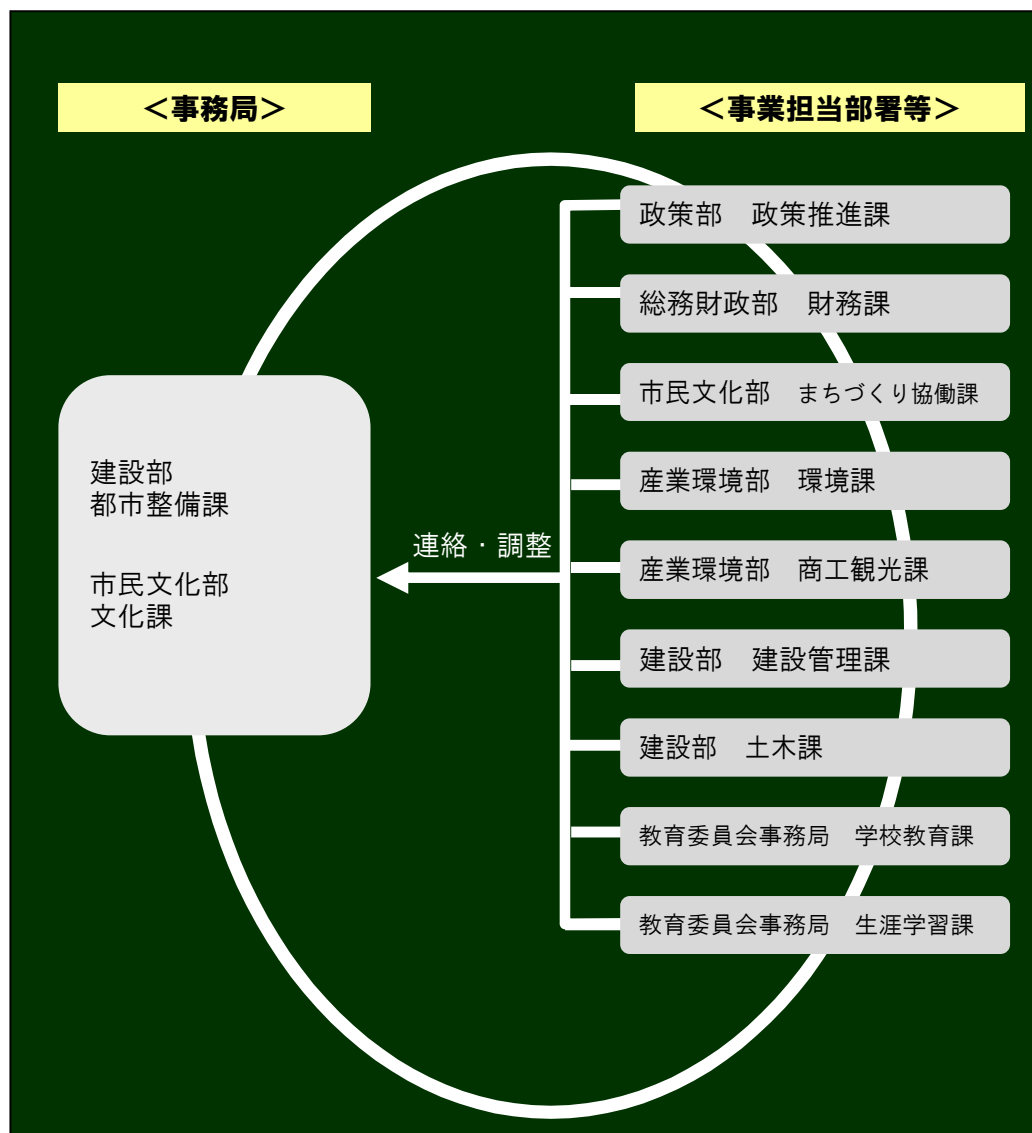 ＜事務局＞
＜事業担当部署等＞
政策部　政策推進課
総務財政部　財務課
市民文化部　まちづくり協働課
産業環境部　環境課
産業環境部　商工観光課
建設部　建設管理課
建設部　土木課
教育委員会事務局　学校教育課
教育委員会事務局　生涯学習課
連絡・調整
建設部
都市整備課
市民文化部
文化課